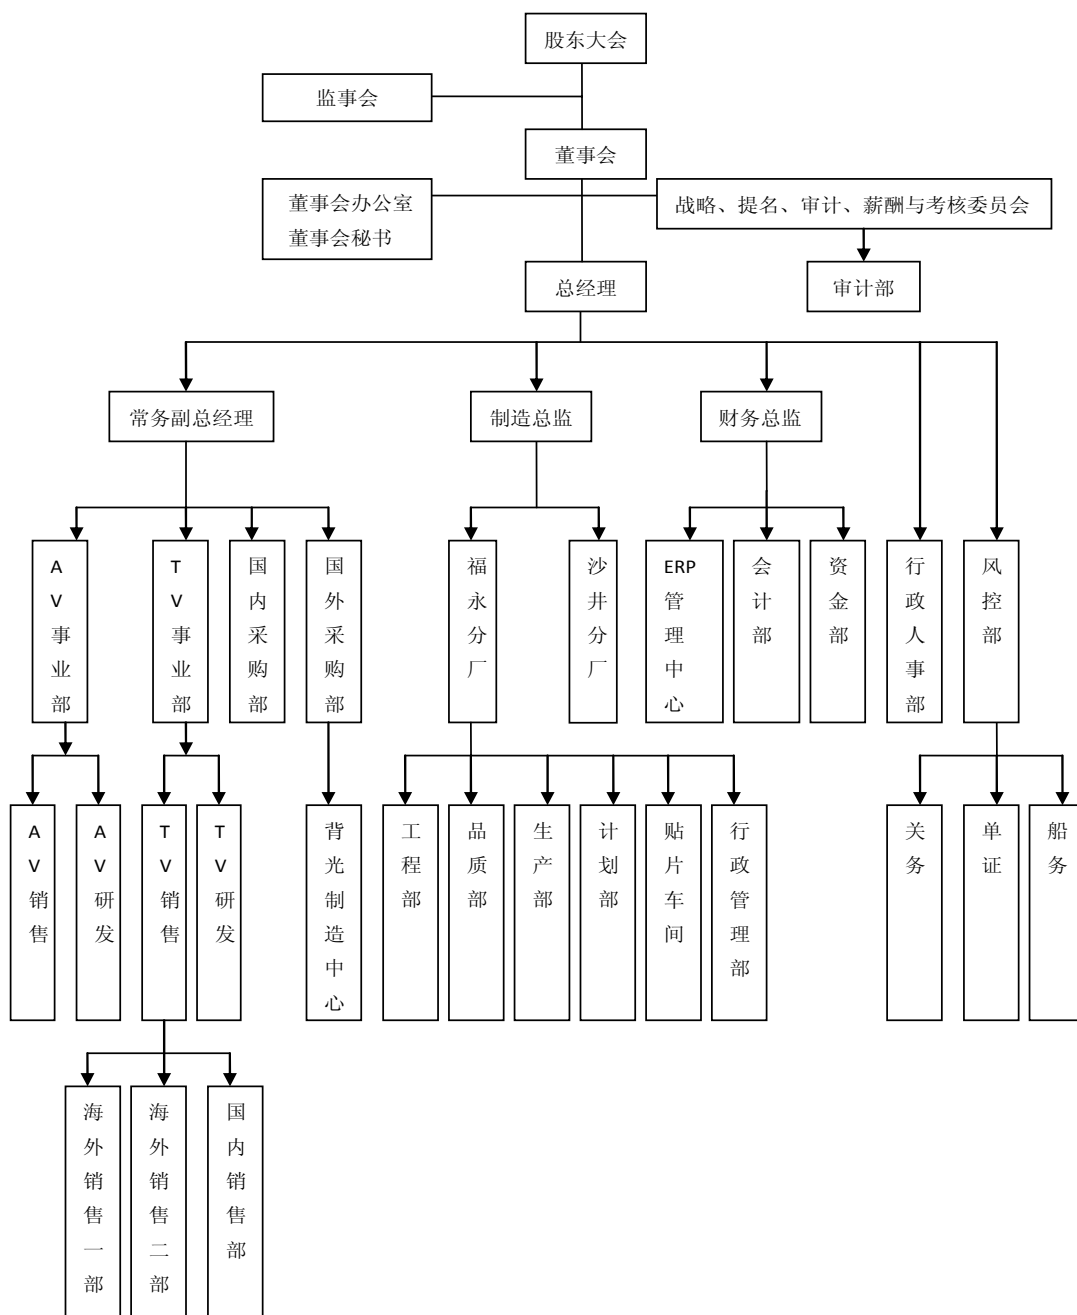 股东大会
监事会
董事会
董事会办公室
董事会秘书
战略、提名、审计、薪酬与考核委员会
总经理
审计部
常务副总经理
制造总监
财务总监
AV事业部
TV事业部
国内采购部
国外采购部
福永分厂
沙井分厂
ERP管理中心
会计部
资金部
行政人事部
风控部
AV销售
AV研发
TV销售
TV研发
背光制造中心
工程部
品质部
生产部
计划部
贴片车间
行政管理部
关务
单证
船务
海外销售一部
海外销售二部
国内销售部